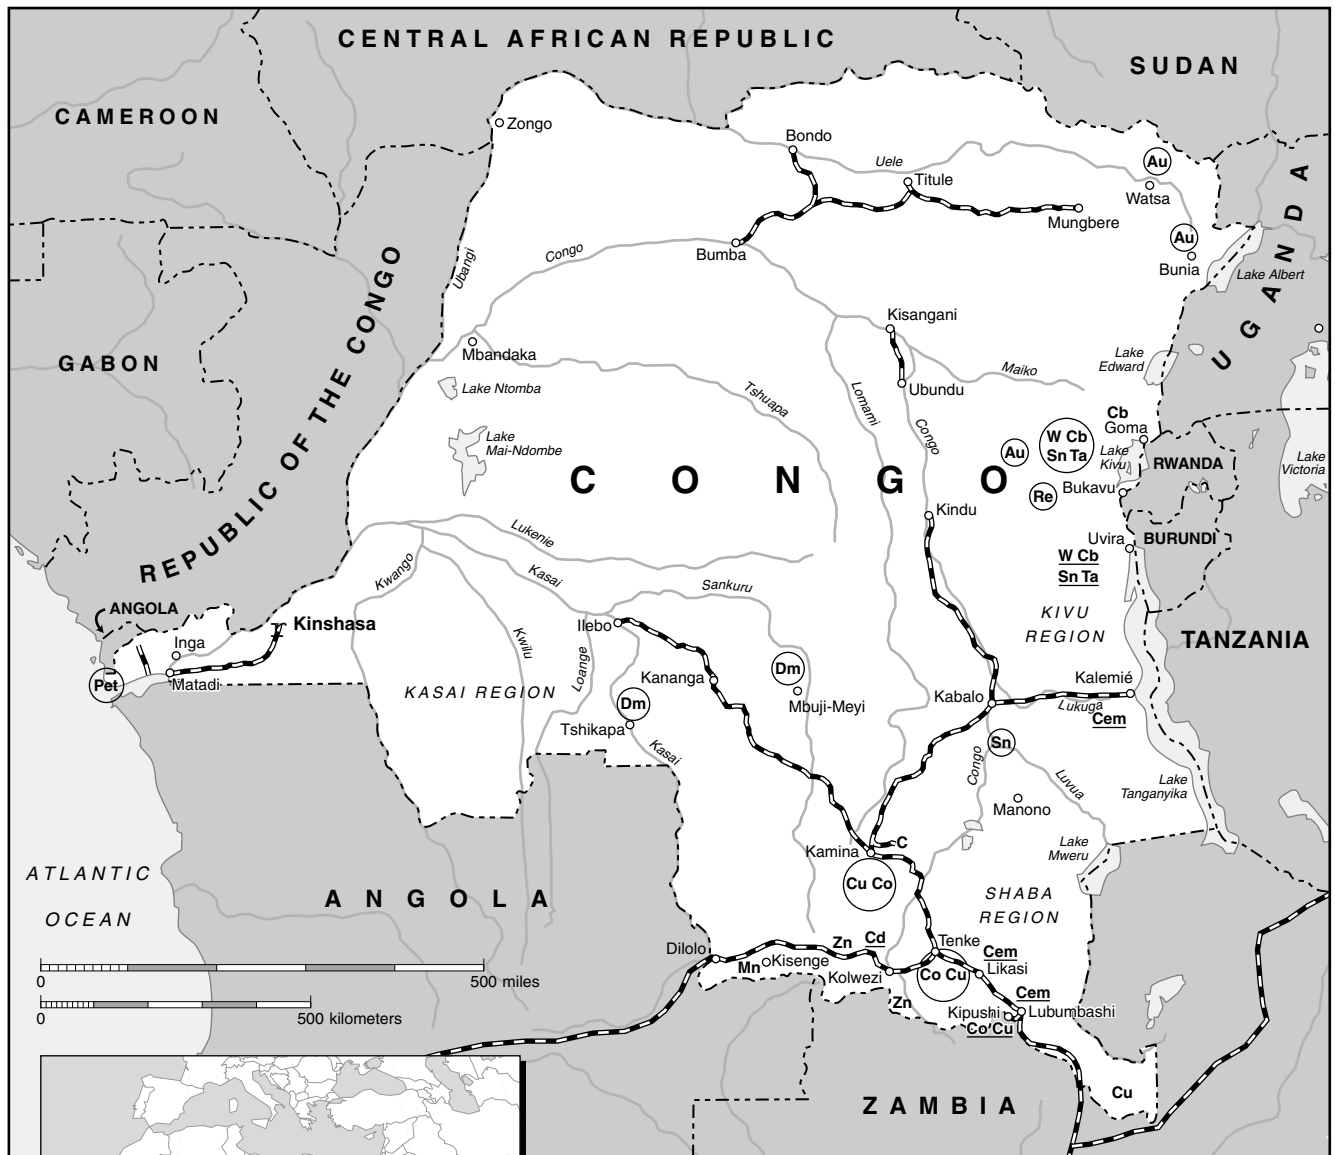 CENTRAL AFRICAN REPUBLIC
SUDAN
CAMEROON
Zongo
Bondo
Uele
Au
Titule
Watsa
UGANDA
Mungbere
Au
Bumba
Congo
Ubangi
Bunia
Lake Albert
REPUBLIC OF THE CONGO
GABON
Kisangani
Mbandaka
Lake
Edward
Maiko
Ubundu
Lake Ntomba
Tshuapa
Lomami
Congo
Cb
Goma
W Cb
Sn Ta
Au
Lake
Kivu
RWANDA
Lake
Victoria
Lake
Mai-Ndombe
CONGO
Re
Bukavu
Kindu
Lukenie
Uvira
BURUNDI
W Cb
Sn Ta
Kwango
Kasai
Sankuru
ANGOLA
Inga
Kinshasa
Ilebo
KIVU
REGION
TANZANIA
Kwilu
Loange
Pet
Matadi
KASAI REGION
Kananga
Dm
Mbuji-Meyi
Dm
Tshikapa
Kasai
Kabalo
Kalemié
Lukuga
Cem
Sn
Congo
Luvua
Lake
Tanganyika
Manono
Lake
Mweru
C
Kamina
Cu Co
ATLANTIC
OCEAN
ANGOLA
SHABA
REGION
Dilolo
Zn
Cd
Tenke
Cem
Mn
Kisenge
Kolwezi
Co Cu
Likasi
0
500 miles
Zn
Cem
Kipushi
Lubumbashi
Co Cu
0
500 kilometers
Cu
ZAMBIA